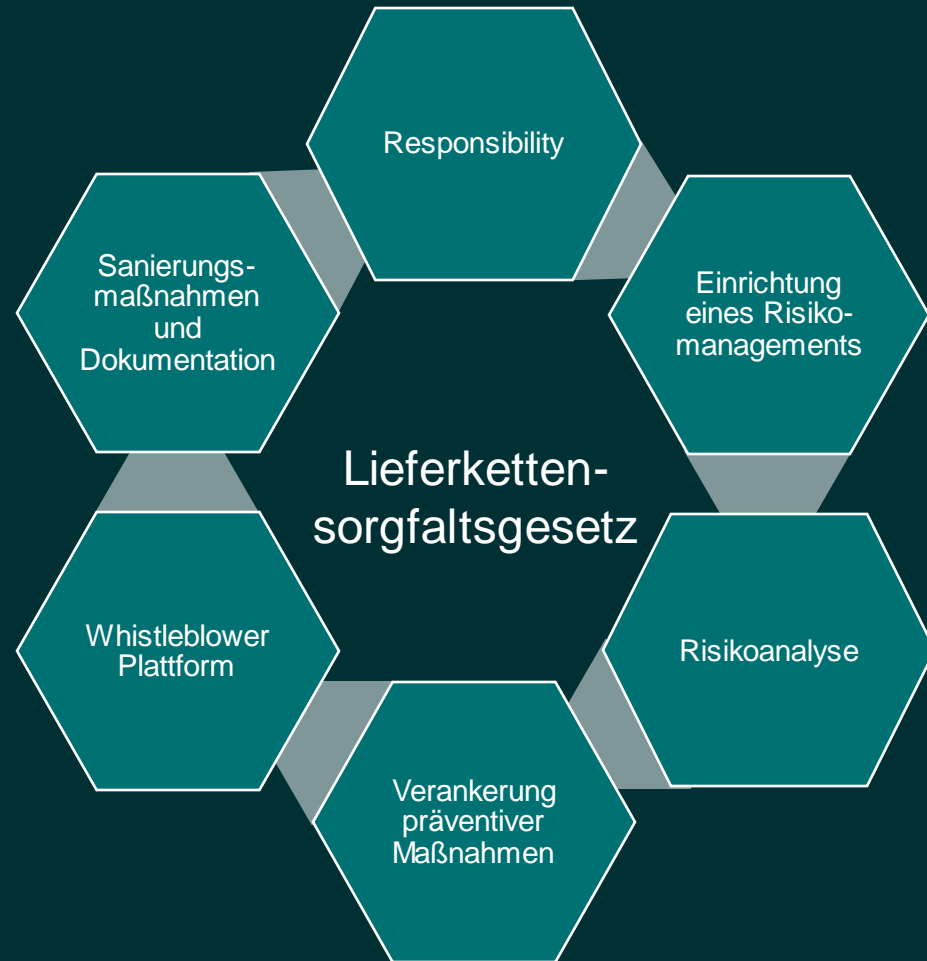 Responsibility
Einrichtung
eines Risiko-
managements
Risikoanalyse
Verankerung
präventiver
Maßnahmen
Whistleblower
Plattform
Sanierungs-
maßnahmen
und
Dokumentation
Lieferketten-
sorgfaltsgesetz